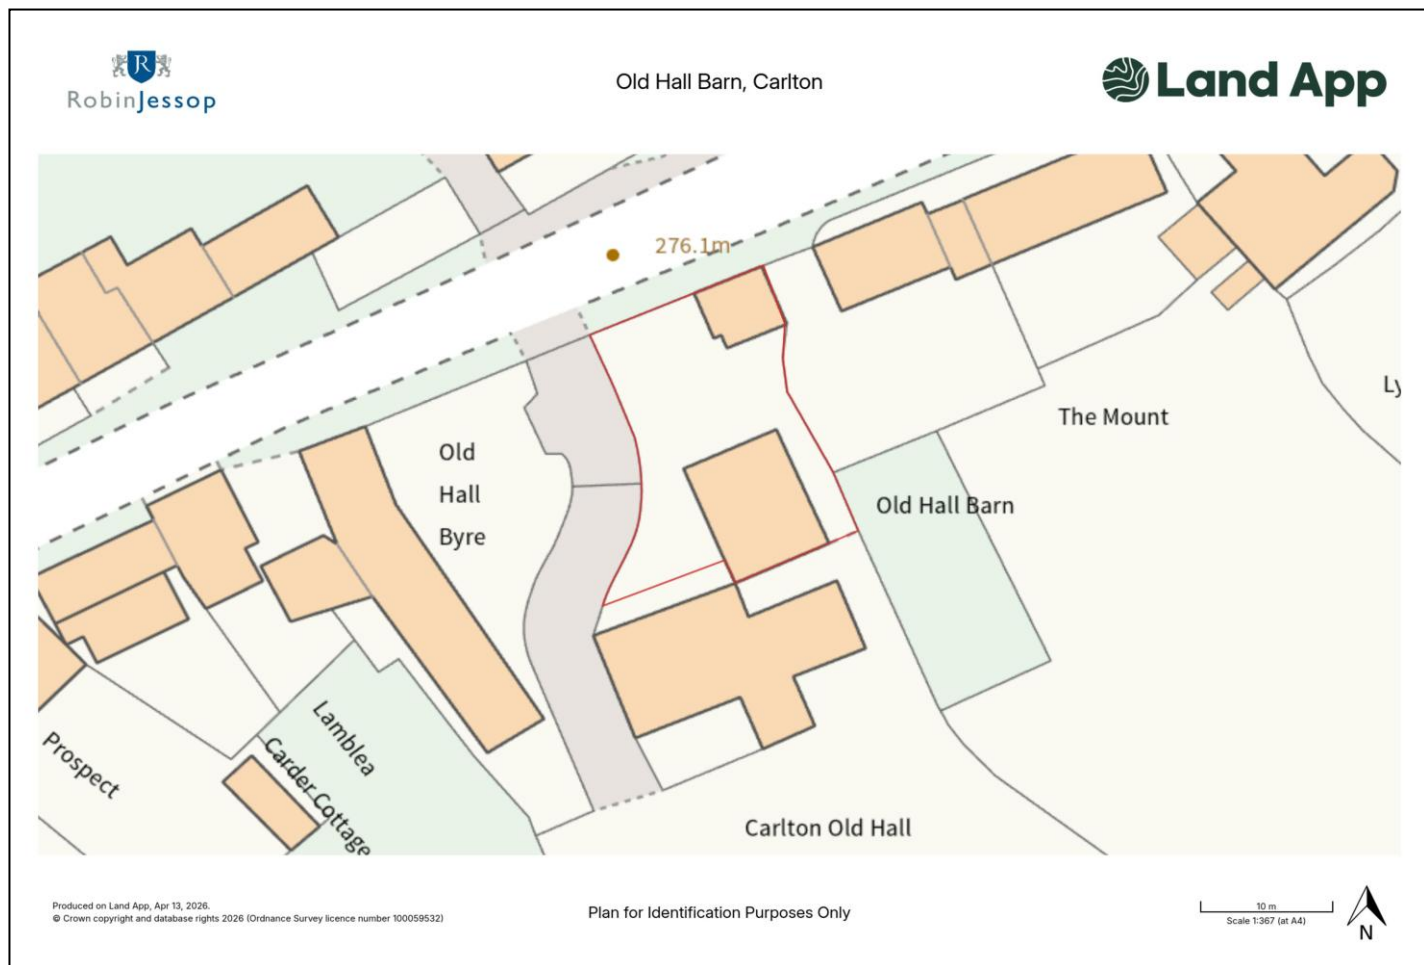 RobinJessop
Old Hall Barn, Carlton
Land App
276.1m
Old
Hall
Byre
The Mount
Ly
Old Hall Barn
Lamblea
Carder Cottage
Prospect
Carlton Old Hall
Produced on Land App, Apr 13, 2026.
© Crown copyright and database rights 2026 (Ordnance Survey licence number 100059532)
Plan for Identification Purposes Only
10 m
Scale 1:367 (at A4)
N